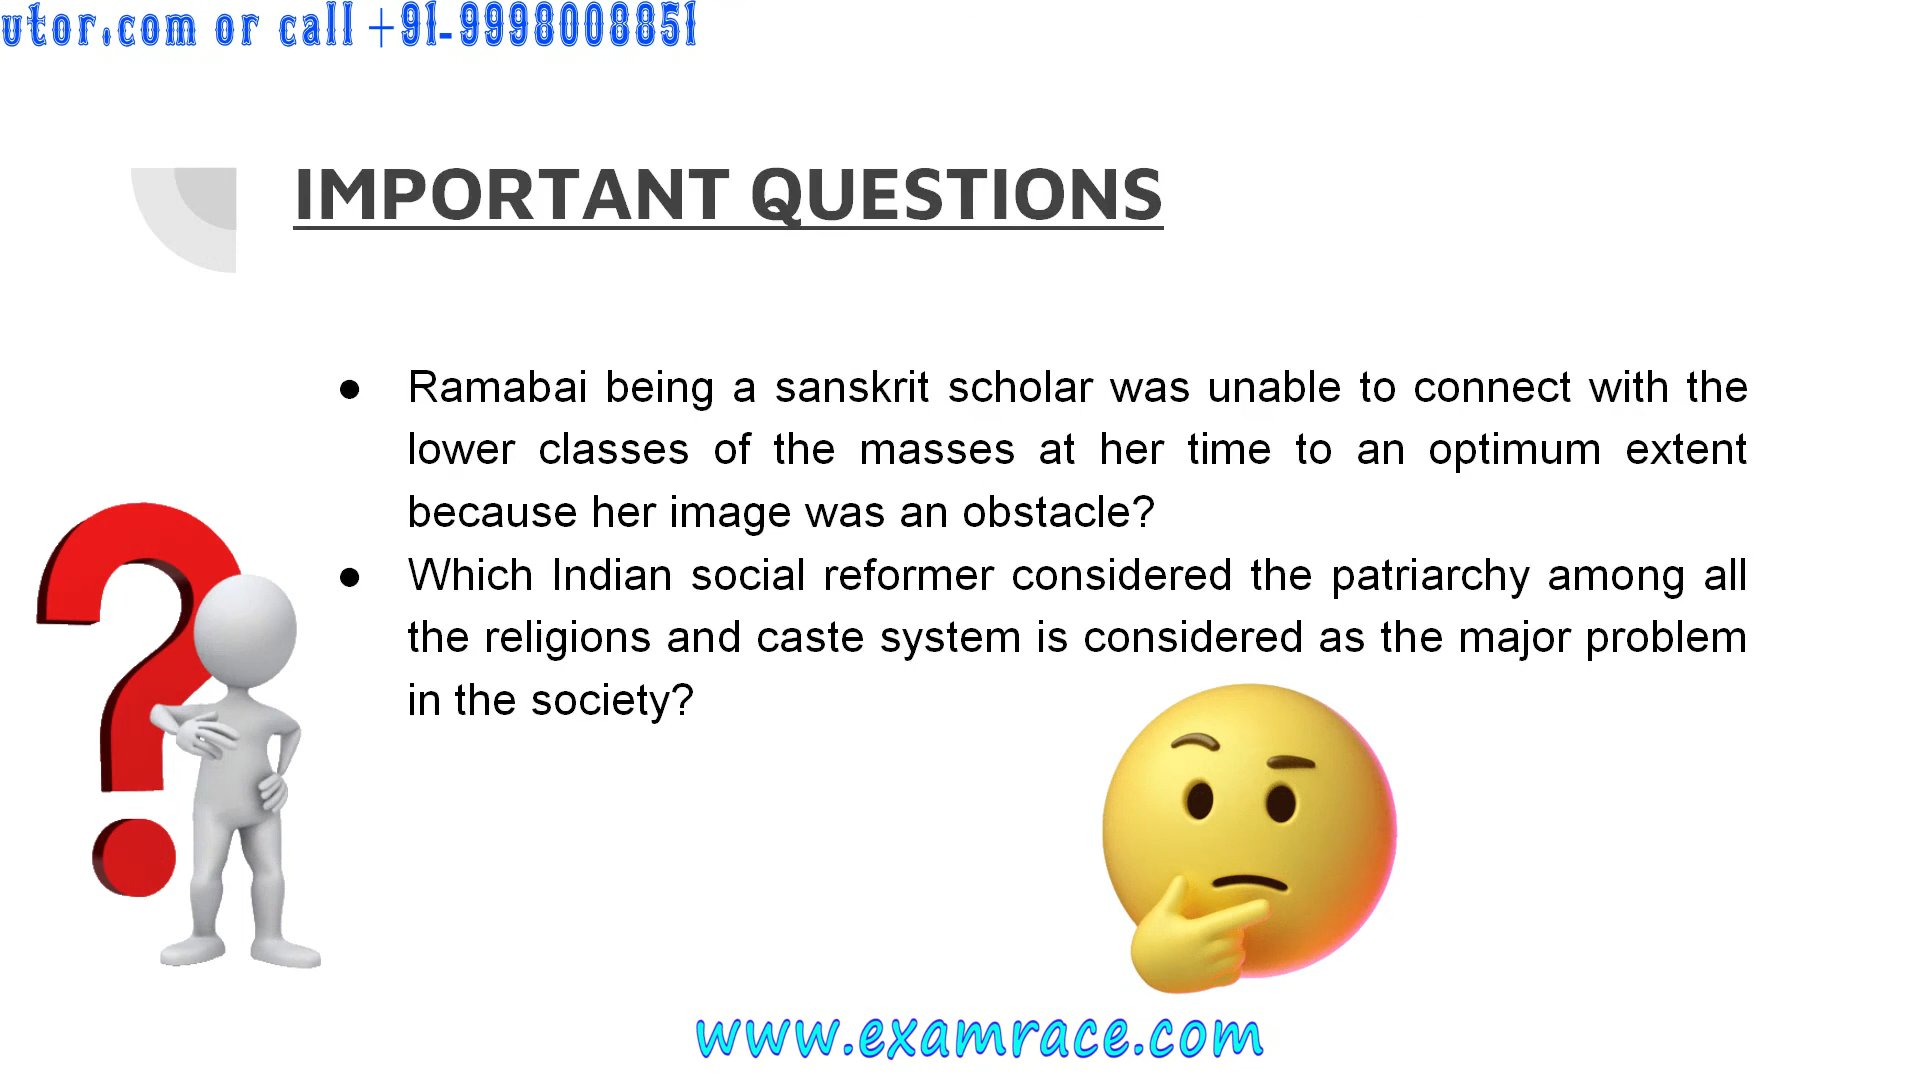 utor.com or call +91-9998008851
IMPORTANT QUESTIONS
● Ramabai being a sanskrit scholar was unable to connect with the
lower classes of the masses at her time to an optimum extent
because her image was an obstacle?
● Which Indian social reformer considered the patriarchy among all
the religions and caste system is considered as the major problem
in the society?
www.examrace.com